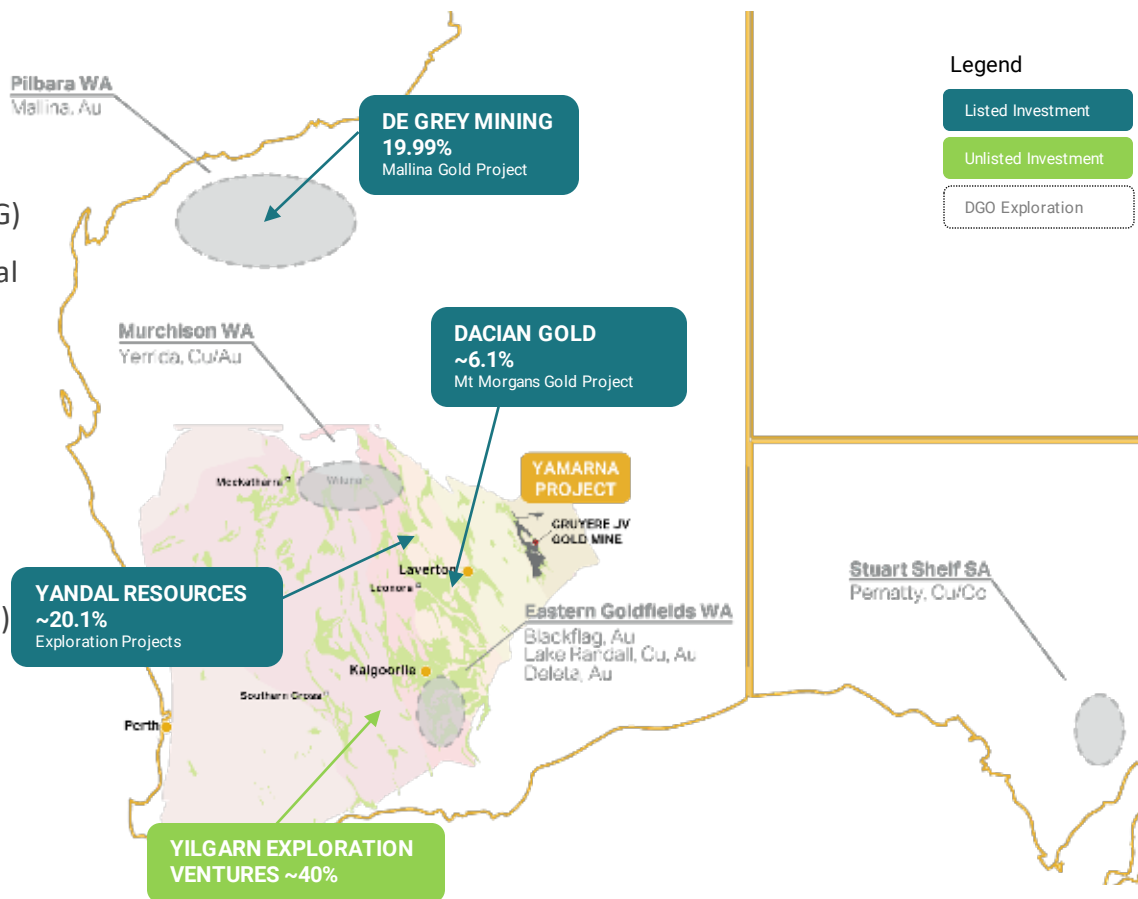 Pilbara WA
Mallina, Au
DE GREY MINING
19.99%
Mallina Gold Project
Legend
Listed Investment
Unlisted Investment
DGO Exploration
G)
al
Murchison WA
Yerrida, Cu/Au
DACIAN GOLD
~6.1%
Mt Morgans Gold Project
Meekatharra
Wiluna
YAMARNA
PROJECT
GRUYERE JV
GOLD MINE
Laverton
Leonora
YANDAL RESOURCES
~20.1%
Exploration Projects
)
Eastern Goldfields WA
Blackflag, Au
Lake Randall, Cu, Au
Deleta, Au
Stuart Shelf SA
Pernatty, Cu/Co
Kalgoorlie
Southern Cross
Perth
YILGARN EXPLORATION
VENTURES ~40%